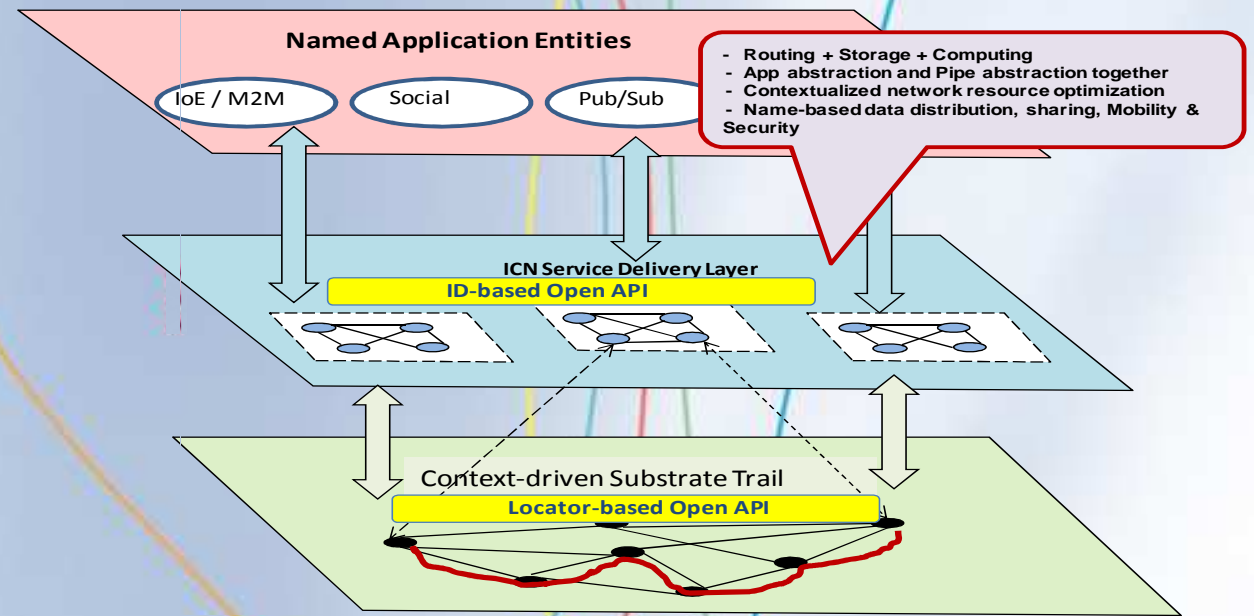 Named Application Entities
IoE / M2M
Social
Pub/Sub
- Routing + Storage + Computing
- App abstraction and Pipe abstraction together
- Contextualized network resource optimization
- Name-based data distribution, sharing, Mobility &
Security
ICN Service Delivery Layer
ID-based Open API
Context-driven Substrate Trail
Locator-based Open API